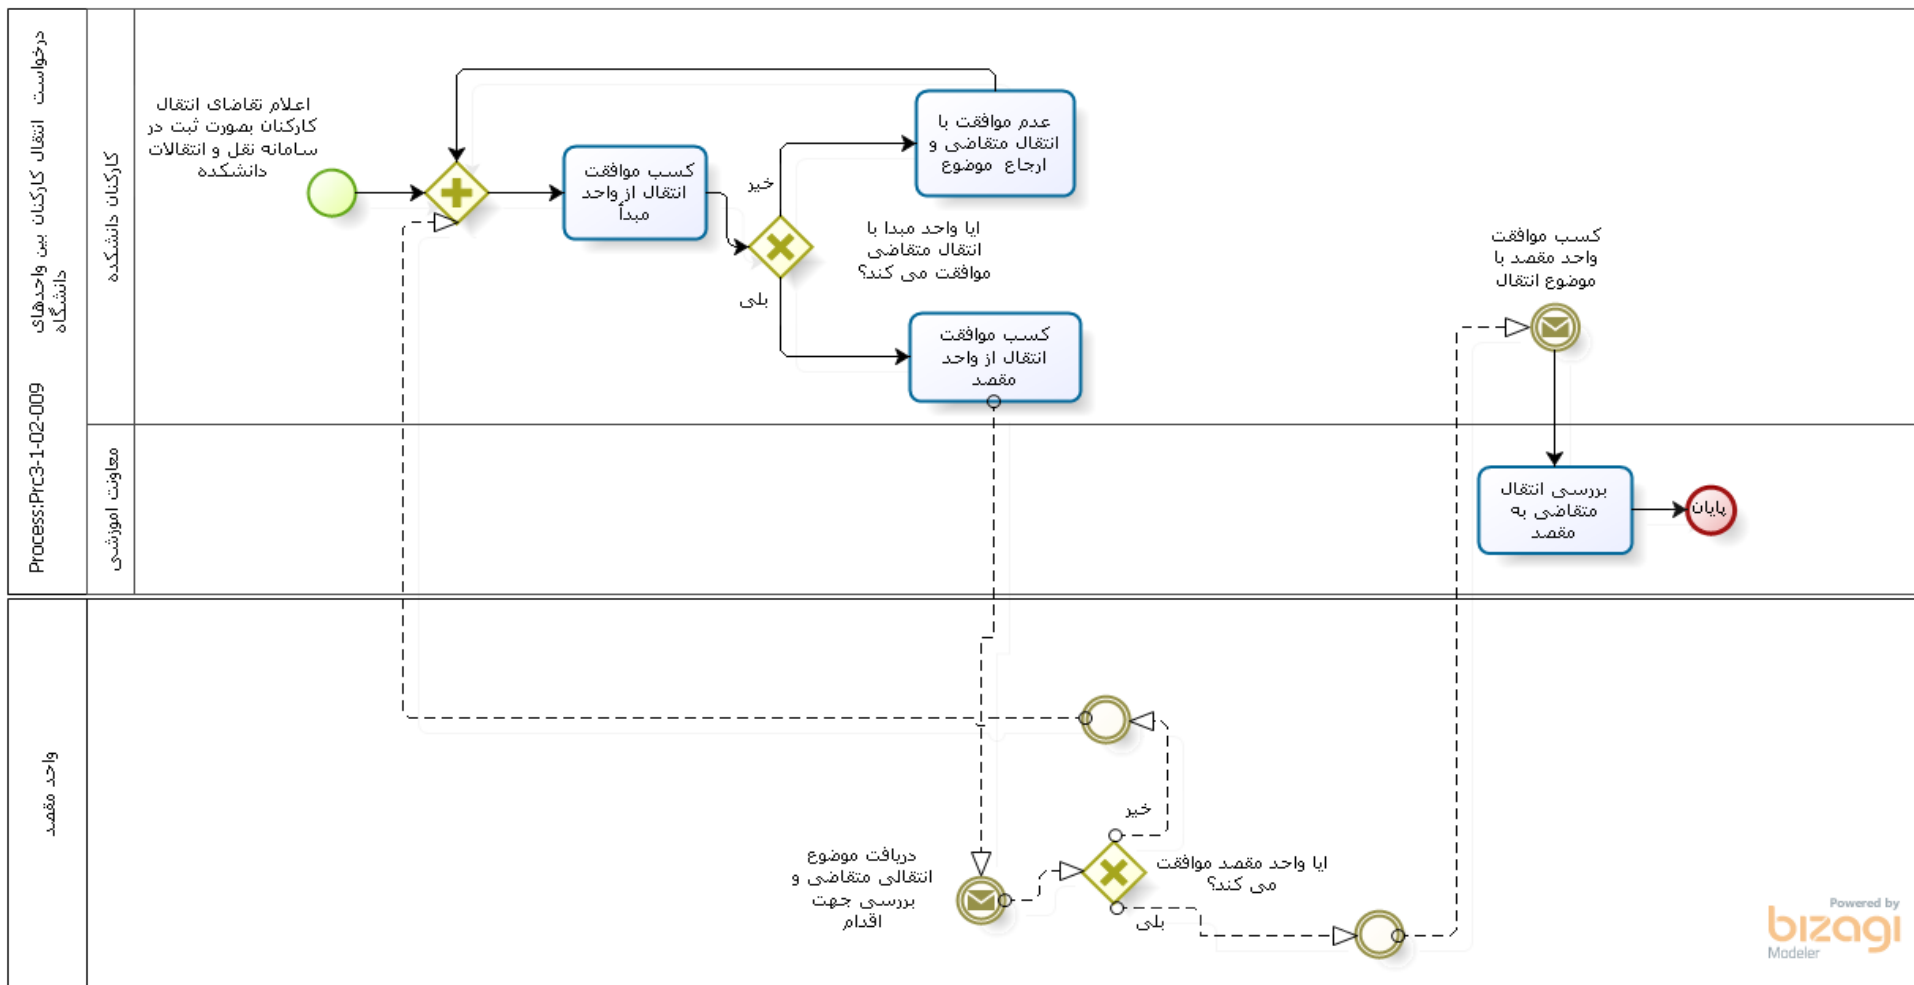 درخواست انتقال کارکنان بین واحدهای
دانشگاه
Process:Prc3-1-02-009
کارکنان دانشکده
معاونت اموزشی
واحد مقصد
اعلام تقاضای انتقال
کارکنان بصورت ثبت در
سامانه نقل و انتقالات
دانشکده
کسب موافقت
انتقال از واحد
مبدأ
خیر
بلی
ایا واحد مبدا با
انتقال متقاضی
موافقت می کند؟
عدم موافقت با
انتقال متقاضی و
ارجاع موضوع
کسب موافقت
انتقال از واحد
مقصد
کسب موافقت
واحد مقصد با
موضوع انتقال
بررسی انتقال
متقاضی به
مقصد
پایان
دریافت موضوع
انتقالی متقاضی و
بررسی جهت
اقدام
خیر
ایا واحد مقصد موافقت
می کند؟
بلی
Powered by
bizagi
Modeler